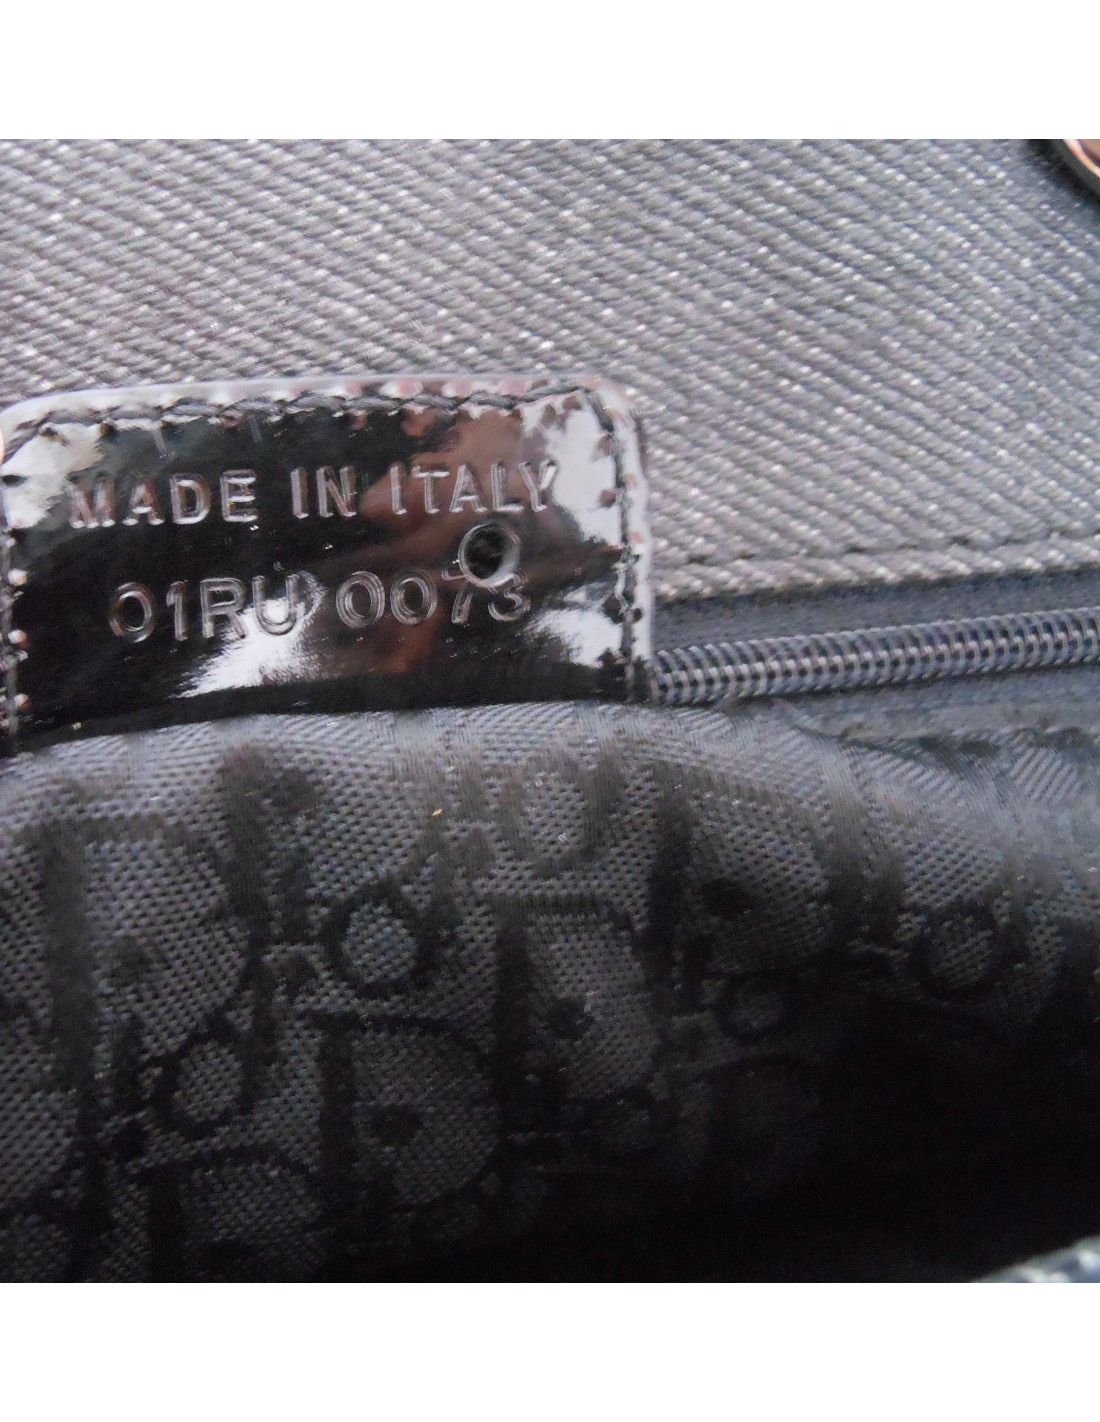 MADE IN ITALY
01RU 0073